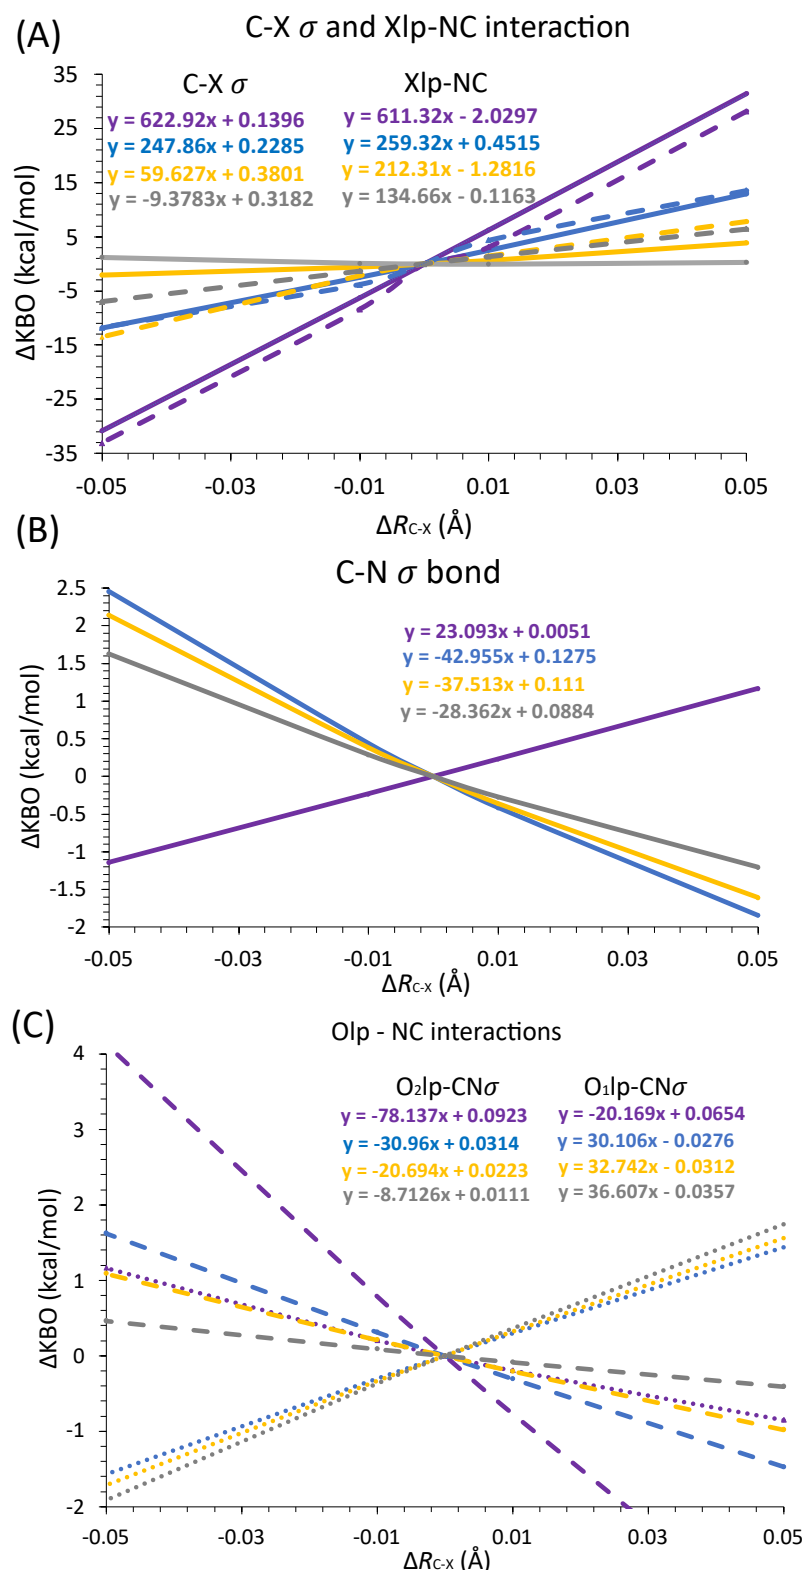 (A)
C-X σ and Xlp-NC interaction
35
25
15
5
-5
-15
-25
-35
ΔKBO (kcal/mol)
C-X σ
y = 622.92x + 0.1396
y = 247.86x + 0.2285
y = 59.627x + 0.3801
y = -9.3783x + 0.3182
Xlp-NC
y = 611.32x - 2.0297
y = 259.32x + 0.4515
y = 212.31x - 1.2816
y = 134.66x - 0.1163
-0.05 -0.03 -0.01 0.01 0.03 0.05
ΔR C-X (Å)
(B)
C-N σ bond
2.5
2
1.5
1
0.5
0
-0.5
-1
-1.5
-2
ΔKBO (kcal/mol)
y = 23.093x + 0.0051
y = -42.955x + 0.1275
y = -37.513x + 0.111
y = -28.362x + 0.0884
-0.05 -0.03 -0.01 0.01 0.03 0.05
ΔR C-X (Å)
(C)
Olp - NC interactions
4
3
2
1
0
-1
-2
ΔKBO (kcal/mol)
O2lp-CNσ
y = -78.137x + 0.0923
y = -30.96x + 0.0314
y = -20.694x + 0.0223
y = -8.7126x + 0.0111
O1lp-CNσ
y = -20.169x + 0.0654
y = 30.106x - 0.0276
y = 32.742x - 0.0312
y = 36.607x - 0.0357
-0.05 -0.03 -0.01 0.01 0.03 0.05
ΔR C-X (Å)